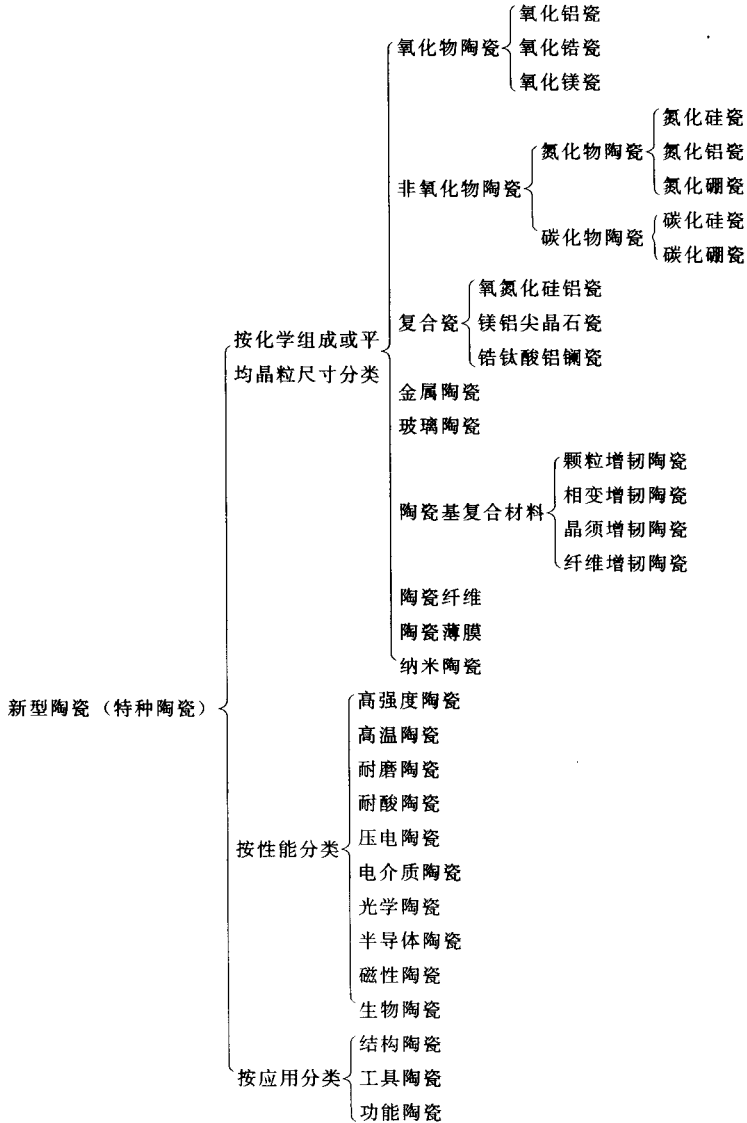 氧化铝瓷
氧化物陶瓷
氧化锆瓷
氧化镁瓷
氮化硅瓷
氮化物陶瓷
氮化铝瓷
氮化硼瓷
非氧化物陶瓷
碳化硅瓷
碳化物陶瓷
碳化硼瓷
氧氮化硅铝瓷
复合瓷
镁铝尖晶石瓷
锆钛酸铝镧瓷
按化学组成或平
均晶粒尺寸分类
金属陶瓷
玻璃陶瓷
颗粒增韧陶瓷
相变增韧陶瓷
陶瓷基复合材料
晶须增韧陶瓷
纤维增韧陶瓷
陶瓷纤维
陶瓷薄膜
纳米陶瓷
新型陶瓷（特种陶瓷）
高强度陶瓷
高温陶瓷
耐磨陶瓷
耐酸陶瓷
压电陶瓷
按性能分类
电介质陶瓷
光学陶瓷
半导体陶瓷
磁性陶瓷
生物陶瓷
结构陶瓷
按应用分类
工具陶瓷
功能陶瓷